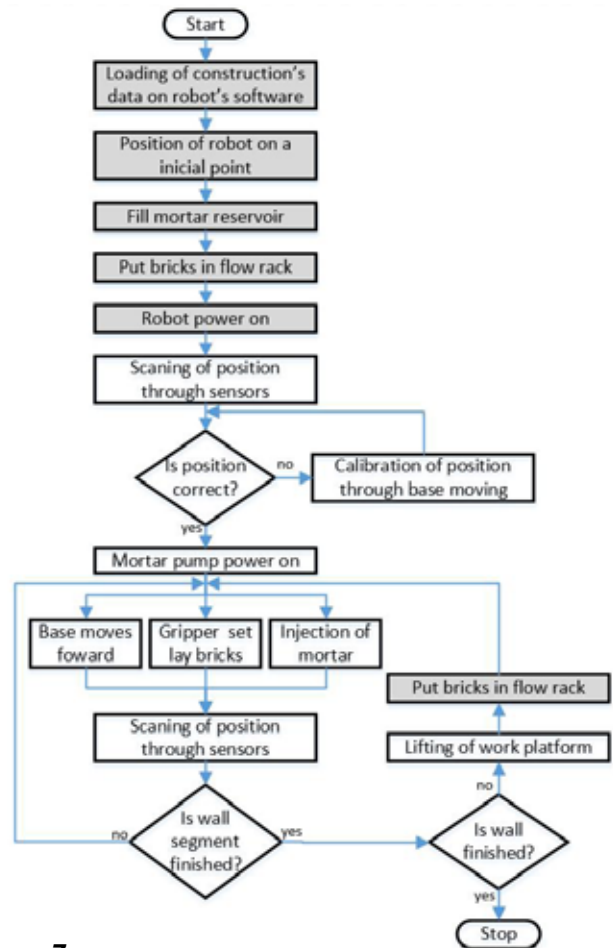 Start
Loading of construction's
data on robot's software
Position of robot on a
inicial point
Fill mortar reservoir
Put bricks in flow rack
Robot power on
Scaning of position
through sensors
Is position
correct?
no
Calibration of position
through base moving
yes
Mortar pump power on
Base moves
foward
Gripper set
lay bricks
Injection of
mortar
Put bricks in flow rack
Scaning of position
through sensors
Lifting of work platform
no
Is wall
segment
finished?
no
yes
Is wall
finished?
yes
Stop